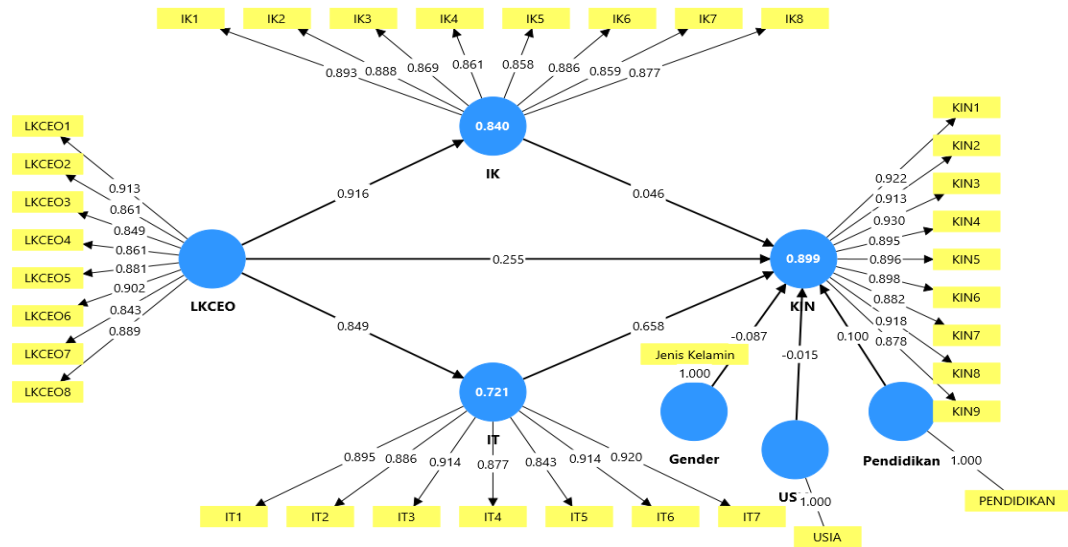 IK1 IK2 IK3 IK4 IK5 IK6 IK7 IK8
0.893 0.888 0.869 0.861 0.858 0.886 0.859 0.877
0.840
IK
LKCEO1
LKCEO2
LKCEO3
LKCEO4
LKCEO5
LKCEO6
LKCEO7
LKCEO8
0.913
0.861
0.849
0.861
0.881
0.902
0.843
0.889
LKCEO
0.916
0.046
0.255
0.849
0.658
KIN1
KIN2
KIN3
KIN4
KIN5
KIN6
KIN7
KIN8
KIN9
0.922
0.913
0.930
0.895
0.896
0.898
0.882
0.918
0.878
0.899
KIN
-0.087
-0.015
0.100
Jenis Kelamin
1.000
Gender
0.721
IT
0.895 0.886 0.914 0.877 0.843 0.914 0.920
IT1 IT2 IT3 IT4 IT5 IT6 IT7
US
1.000
USIA
Pendidikan
1.000
PENDIDIKAN